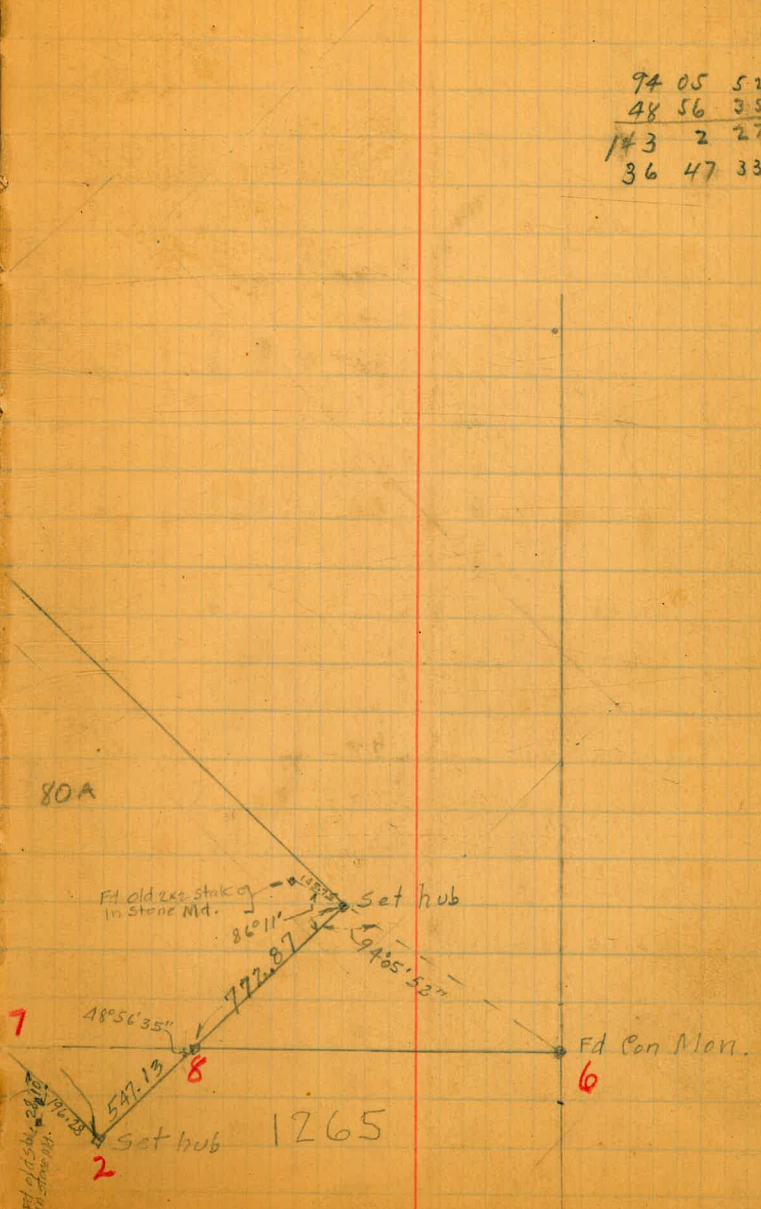 94 05 52
48 56 35
143 2 27
36 47 33
80A
Fd old 2x2 stake
in Stone Md.
Set hub
86°11'
94°05'52"
772.87
7
48°56'35"
8
Fd Con Mon.
6
547.13
196.28
1265
Set hub
2